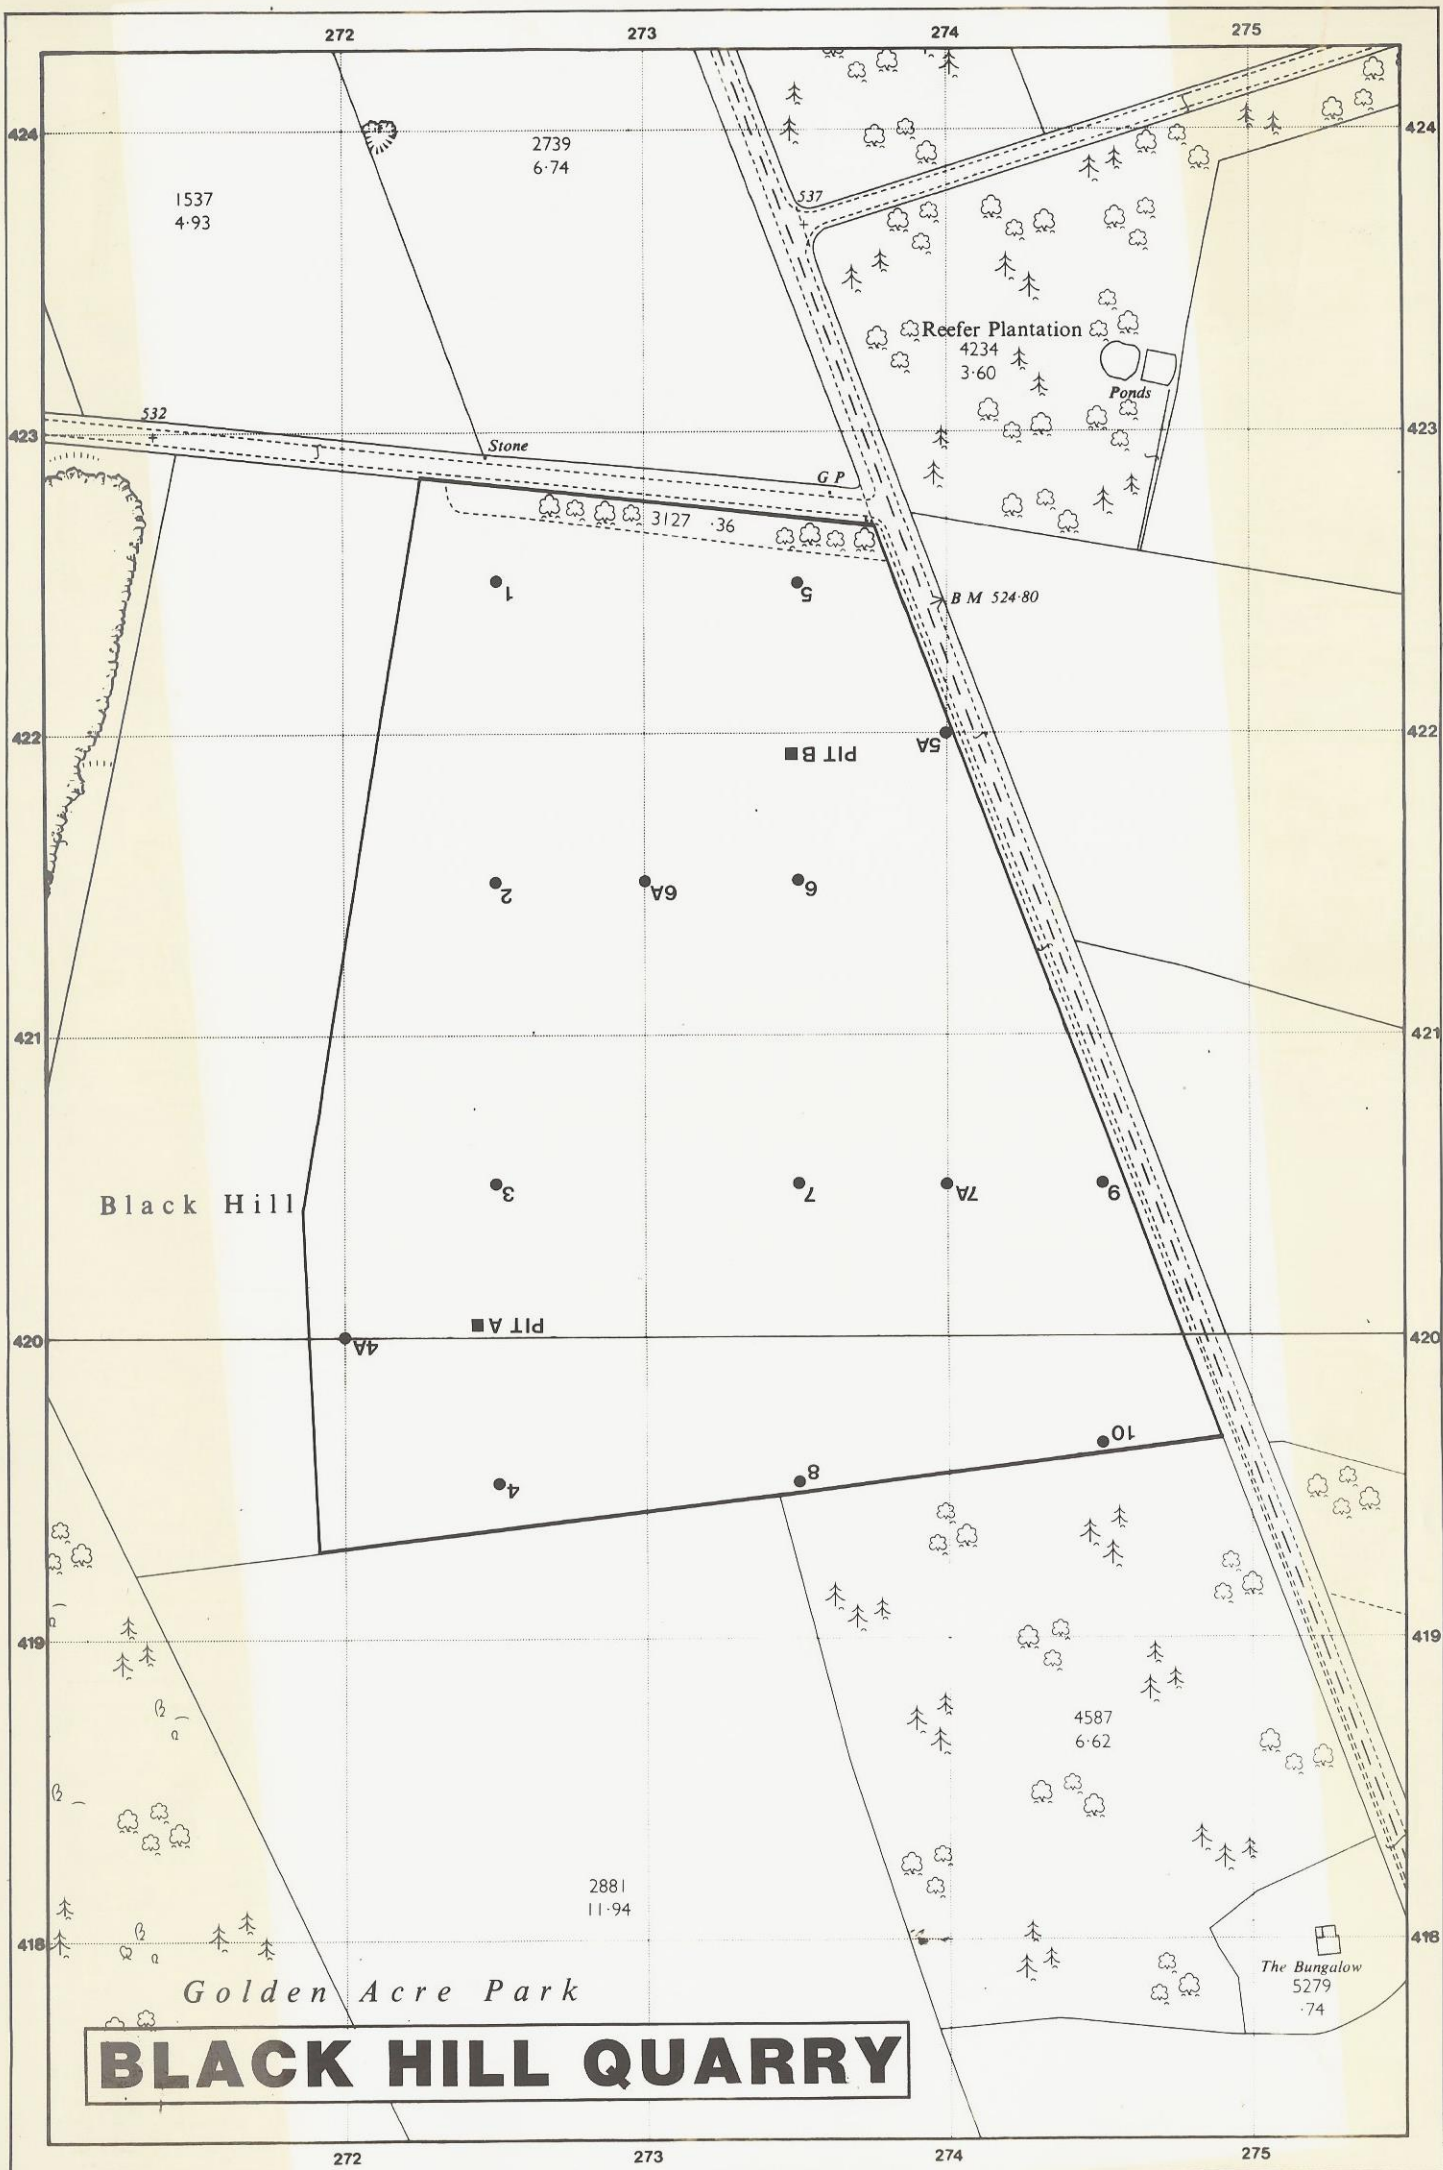 272 273 274 275
424 424
2739
6·74
1537
4·93
537
Reefer Plantation
4234
3·60
Ponds
532
423 423
Stone
G P
3127 ·36
1 5
B M 524·80
422 422
5A
PIT B
2 6A 6
421 421
3 7 7A 9
Black Hill
PIT A
420 420
4A
10
4 8
419 419
4587
6·62
2881
11·94
418 418
The Bungalow
5279
·74
Golden Acre Park
BLACK HILL QUARRY
272 273 274 275